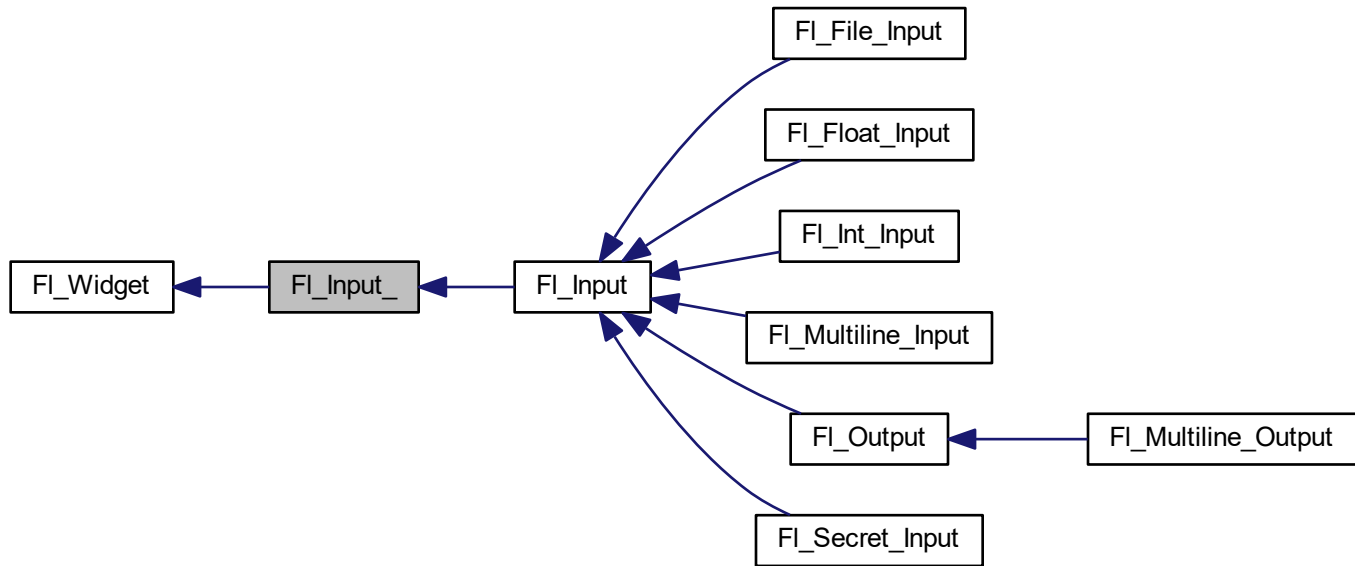 Fl_File_Input
Fl_Float_Input
Fl_Int_Input
Fl_Widget
Fl_Input_
Fl_Input
Fl_Multiline_Input
Fl_Output
Fl_Multiline_Output
Fl_Secret_Input